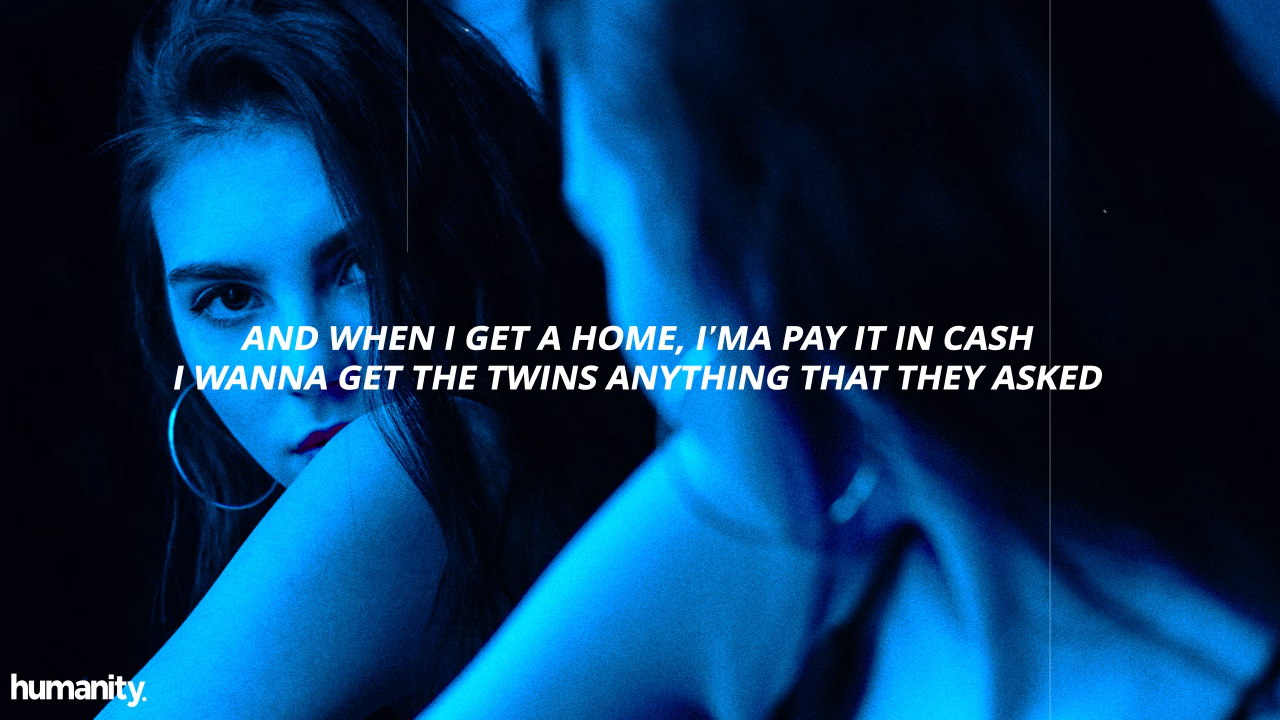 AND WHEN I GET A HOME, I'MA PAY IT IN CASH
I WANNA GET THE TWINS ANYTHING THAT THEY ASKED
humanity.